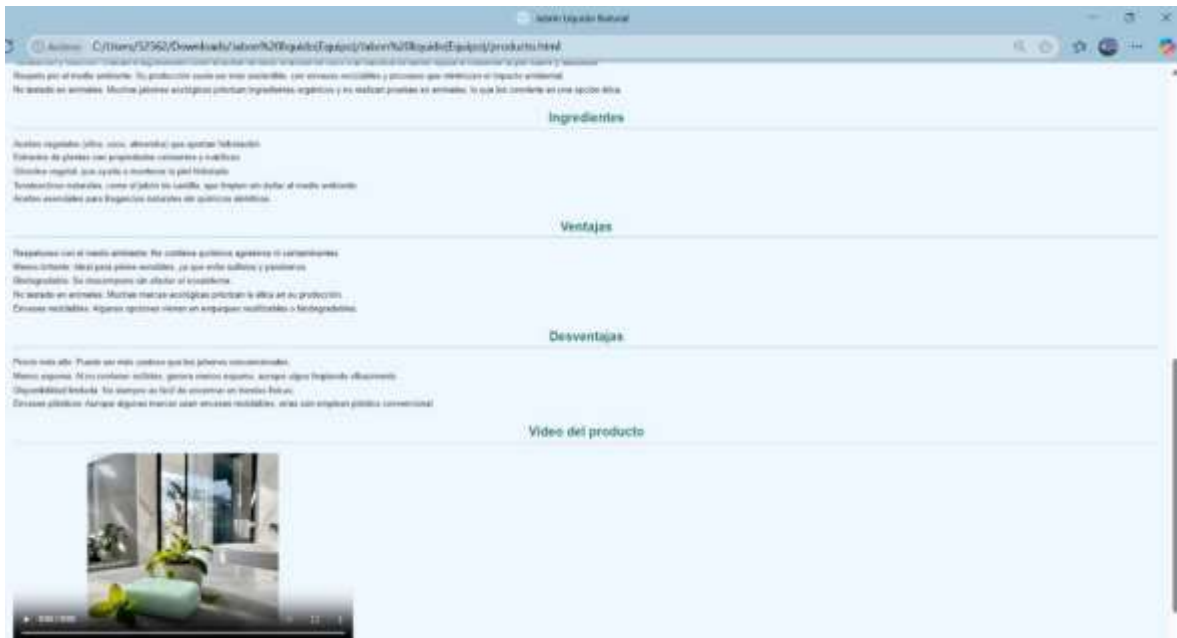 Jabón Líquido Natural
Archivo C:/Users/52562/Downloads/Jabon%20liquido(Equipo)/Jabon%20liquido(Equipo)/producto.html
Respeto por el medio ambiente. Su producción suele ser más sostenible, con envases reciclables y procesos que minimizan el impacto ambiental.
No testado en animales. Muchos jabones ecológicos priorizan ingredientes orgánicos y no realizan pruebas en animales, lo que los convierte en una opción ética.
Ingredientes
Aceites vegetales (oliva, coco, almendra) que aportan hidratación.
Extractos de plantas con propiedades calmantes y nutritivas.
Glicerina vegetal, que ayuda a mantener la piel hidratada.
Tensioactivos naturales, como el jabón de castilla, que limpian sin dañar el medio ambiente.
Aceites esenciales para fragancias naturales sin químicos sintéticos.
Ventajas
Respetuoso con el medio ambiente: No contiene químicos agresivos ni contaminantes.
Menos irritante: Ideal para pieles sensibles, ya que evita sulfatos y parabenos.
Biodegradable: Se descompone sin afectar el ecosistema.
No testado en animales: Muchas marcas ecológicas priorizan la ética en su producción.
Envases reciclables: Algunas opciones vienen en empaques reutilizables o biodegradables.
Desventajas
Precio más alto: Puede ser más costoso que los jabones convencionales.
Menos espuma: Al no contener sulfatos, genera menos espuma, aunque sigue limpiando eficazmente.
Disponibilidad limitada: No siempre es fácil de encontrar en tiendas físicas.
Envases plásticos: Aunque algunas marcas usan envases reciclables, otras aún emplean plástico convencional.
Video del producto
0:00 / 0:00